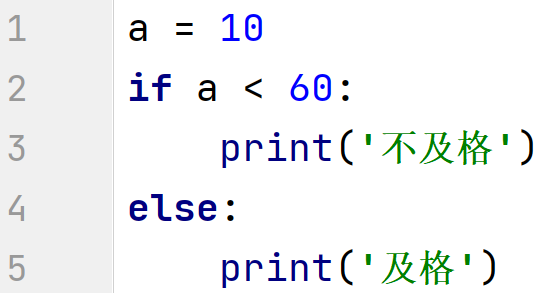 1 a = 10
2 if a < 60:
3     print('不及格')
4 else:
5     print('及格')